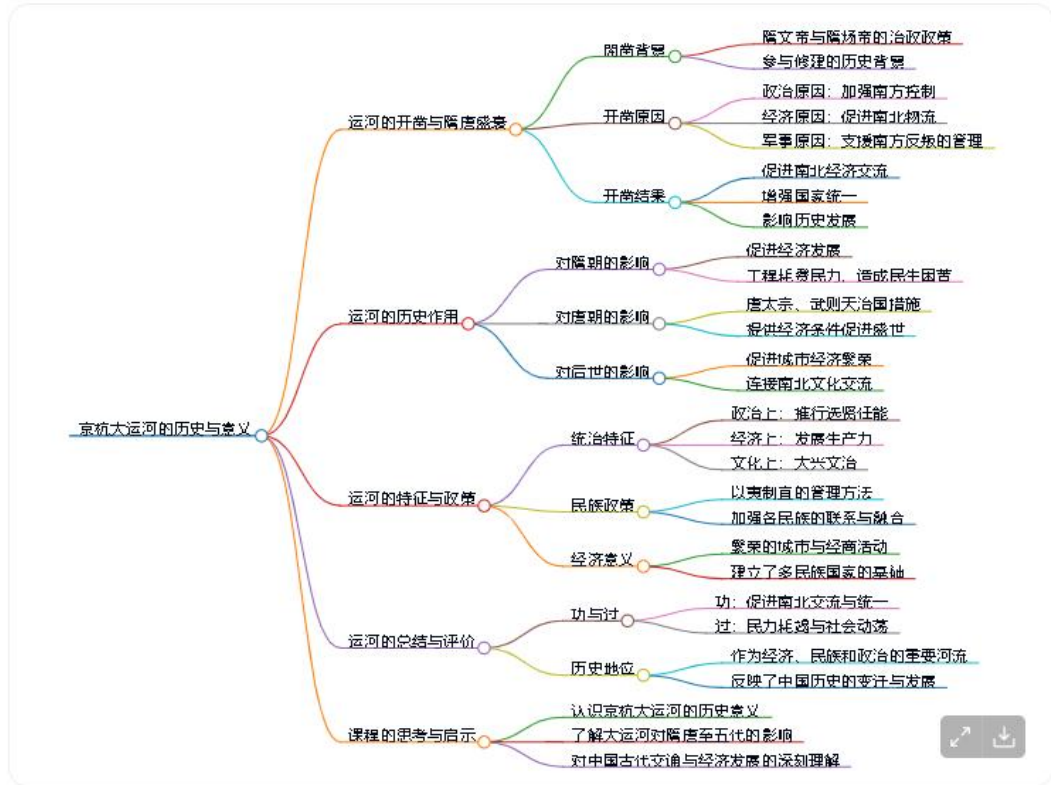 京杭大运河的历史与意义
运河的开凿与隋唐盛衰
开凿背景
隋文帝与隋炀帝的治政政策
参与修建的历史背景
开凿原因
政治原因：加强南方控制
经济原因：促进南北物流
军事原因：支援南方反叛的管理
开凿结果
促进南北经济交流
增强国家统一
影响历史发展
运河的历史作用
对隋朝的影响
促进经济发展
工程耗费民力，造成民生困苦
对唐朝的影响
唐太宗、武则天治国措施
提供经济条件促进盛世
对后世的影响
促进城市经济繁荣
连接南北文化交流
运河的特征与政策
统治特征
政治上：推行选贤任能
经济上：发展生产力
文化上：大兴文治
民族政策
以夷制直的管理方法
加强各民族的联系与融合
经济意义
繁荣的城市与经商活动
建立了多民族国家的基础
运河的总结与评价
功与过
功：促进南北交流与统一
过：民力耗竭与社会动荡
历史地位
作为经济、民族和政治的重要河流
反映了中国历史的变迁与发展
课程的思考与启示
认识京杭大运河的历史意义
了解大运河对隋唐至五代的影响
对中国古代交通与经济发展的深刻理解